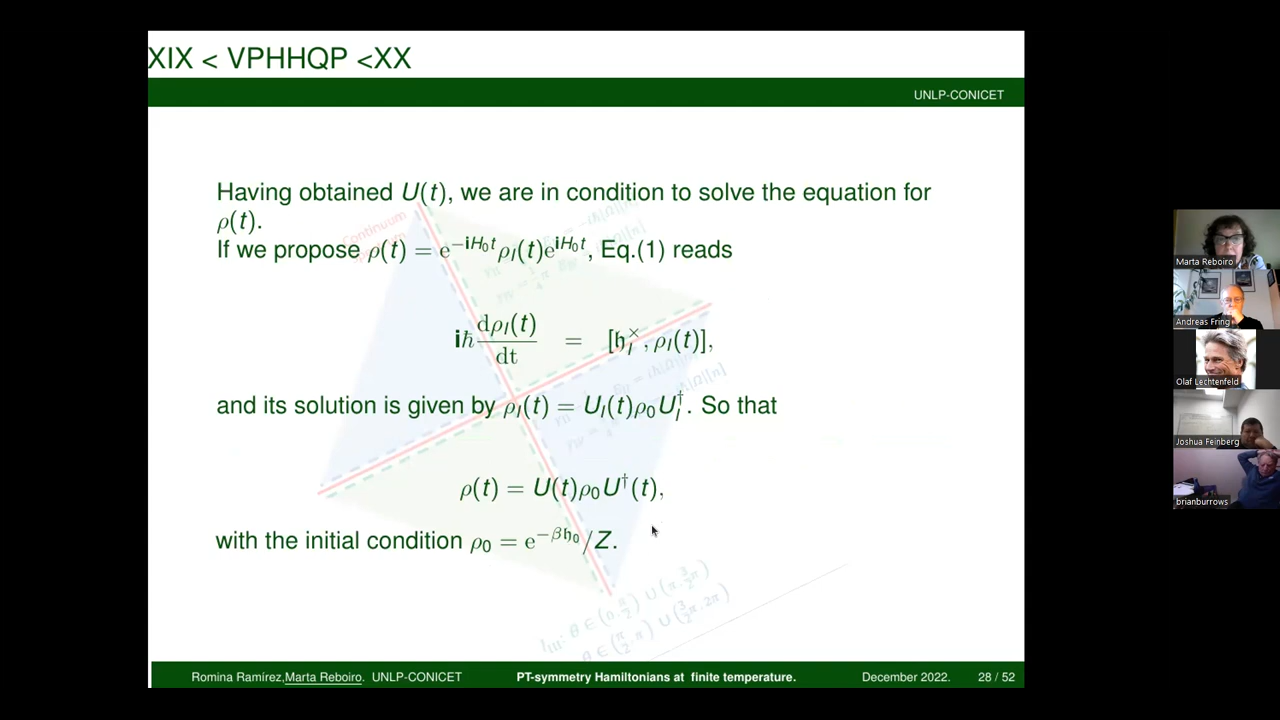 XIX < VPHHQP <XX
UNLP-CONICET
Having obtained U(t), we are in condition to solve the equation for
ρ(t).
If we propose ρ(t) = e^{−iH₀t}ρ_I(t)e^{iH₀t}, Eq.(1) reads
iħ dρ_I(t)/dt = [𝔥_I^×, ρ_I(t)],
and its solution is given by ρ_I(t) = U_I(t)ρ₀U_I^†. So that
ρ(t) = U(t)ρ₀U^†(t),
with the initial condition ρ₀ = e^{−β𝔥₀}/Z.
Romina Ramírez,Marta Reboiro. UNLP-CONICET
PT-symmetry Hamiltonians at finite temperature.
December 2022.
28 / 52
Continuum
Marta Reboiro
Andreas Fring
Olaf Lechtenfeld
Joshua Feinberg
brianburrows